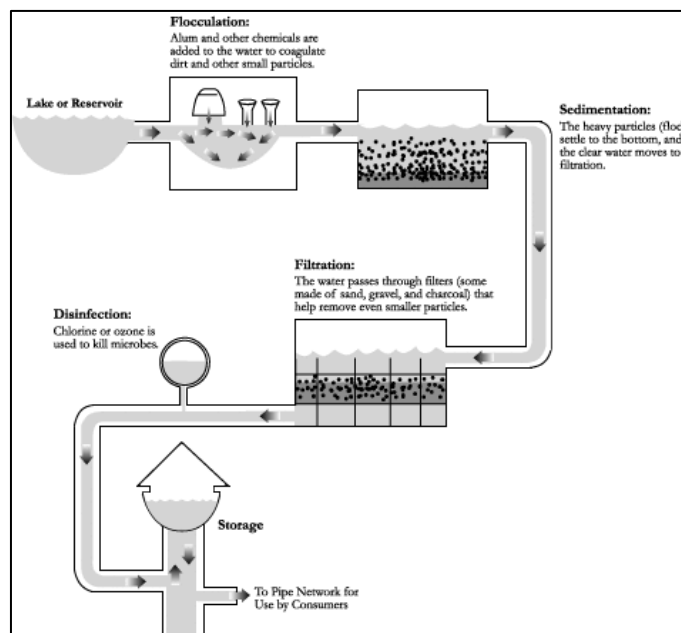 Flocculation:
Alum and other chemicals are
added to the water to coagulate
dirt and other small particles.
Lake or Reservoir
Sedimentation:
The heavy particles (floc
settle to the bottom, and
the clear water moves to
filtration.
Filtration:
The water passes through filters (some
made of sand, gravel, and charcoal) that
help remove even smaller particles.
Disinfection:
Chlorine or ozone is
used to kill microbes.
Storage
To Pipe Network for
Use by Consumers